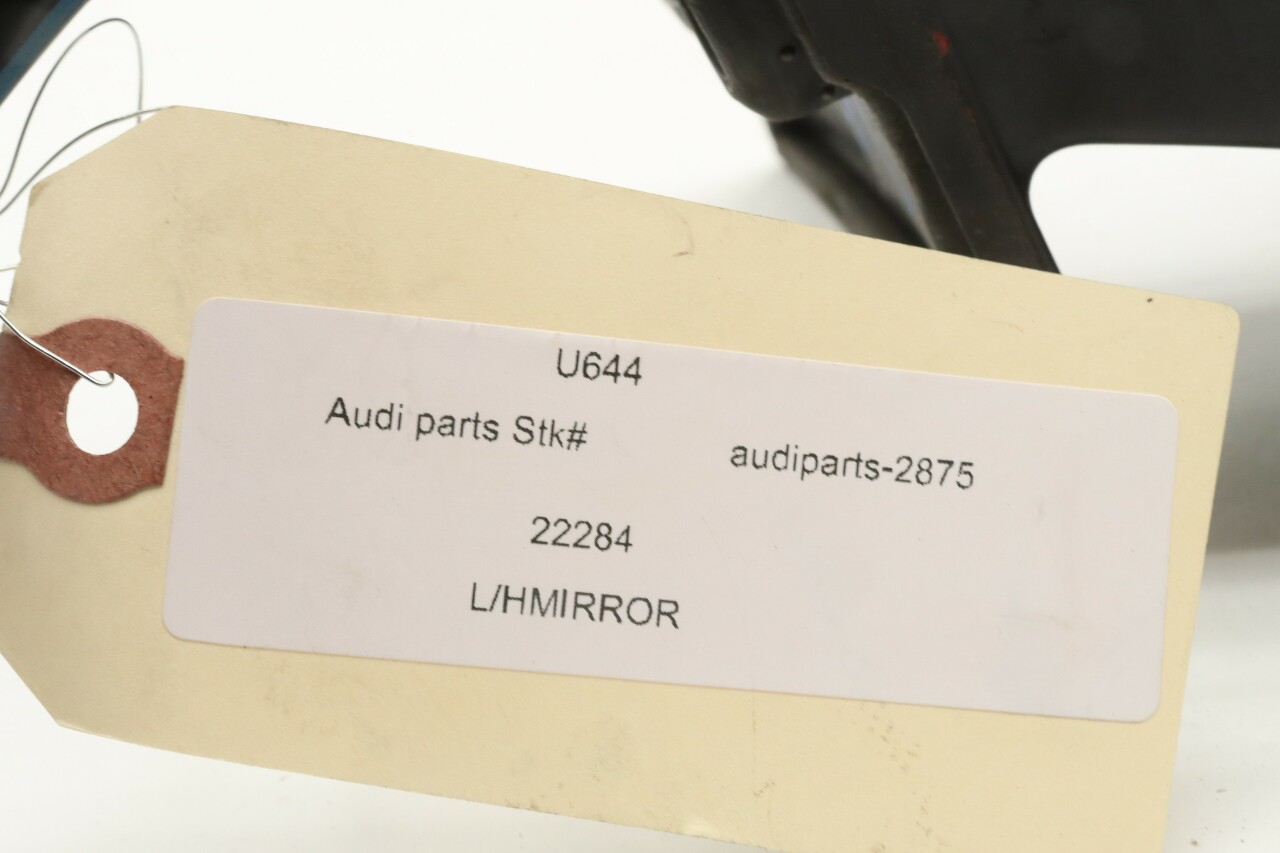 U644
Audi parts Stk# audiparts-2875
22284
L/HMIRROR